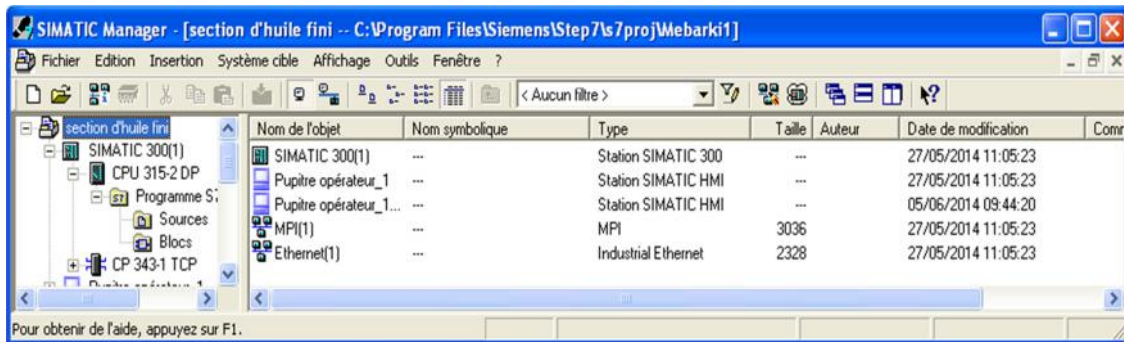 SIMATIC Manager - [section d'huile fini -- C:\Program Files\Siemens\Step7\s7proj\Mebarki1]
Fichier Edition Insertion Système cible Affichage Outils Fenêtre ?
< Aucun filtre >
section d'huile fini
SIMATIC 300(1)
CPU 315-2 DP
Programme S7
Sources
Blocs
CP 343-1 TCP
Pupitre opérateur_1
Nom de l'objet Nom symbolique Type Taille Auteur Date de modification Comr
SIMATIC 300(1) --- Station SIMATIC 300 --- 27/05/2014 11:05:23
Pupitre opérateur_1 --- Station SIMATIC HMI --- 27/05/2014 11:05:23
Pupitre opérateur_1... --- Station SIMATIC HMI --- 05/06/2014 09:44:20
MPI(1) --- MPI 3036 27/05/2014 11:05:23
Ethernet(1) --- Industrial Ethernet 2328 27/05/2014 11:05:23
Pour obtenir de l'aide, appuyez sur F1.